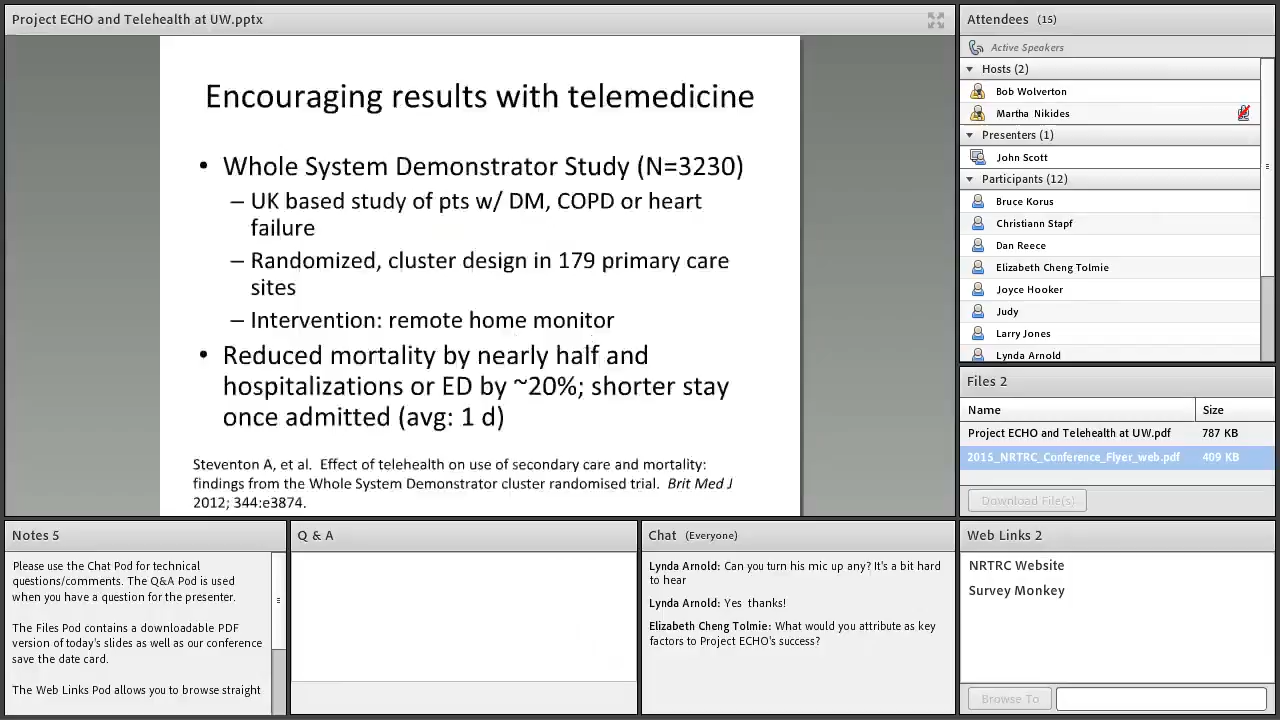 Project ECHO and Telehealth at UW.pptx
Encouraging results with telemedicine
• Whole System Demonstrator Study (N=3230)
– UK based study of pts w/ DM, COPD or heart
failure
– Randomized, cluster design in 179 primary care
sites
– Intervention: remote home monitor
• Reduced mortality by nearly half and
hospitalizations or ED by ~20%; shorter stay
once admitted (avg: 1 d)
Steventon A, et al. Effect of telehealth on use of secondary care and mortality:
findings from the Whole System Demonstrator cluster randomised trial. Brit Med J
2012; 344:e3874.
Attendees (15)
Active Speakers
Hosts (2)
Bob Wolverton
Martha Nikides
Presenters (1)
John Scott
Participants (12)
Bruce Korus
Christiann Stapf
Dan Reece
Elizabeth Cheng Tolmie
Joyce Hooker
Judy
Larry Jones
Lynda Arnold
Files 2
Name Size
Project ECHO and Telehealth at UW.pdf 787 KB
2015_NRTRC_Conference_Flyer_web.pdf 409 KB
Download File(s)
Notes 5
Please use the Chat Pod for technical
questions/comments. The Q&A Pod is used
when you have a question for the presenter.
The Files Pod contains a downloadable PDF
version of today's slides as well as our conference
save the date card.
The Web Links Pod allows you to browse straight
Q & A
Chat (Everyone)
Lynda Arnold: Can you turn his mic up any? It's a bit hard
to hear
Lynda Arnold: Yes thanks!
Elizabeth Cheng Tolmie: What would you attribute as key
factors to Project ECHO's success?
Web Links 2
NRTRC Website
Survey Monkey
Browse To